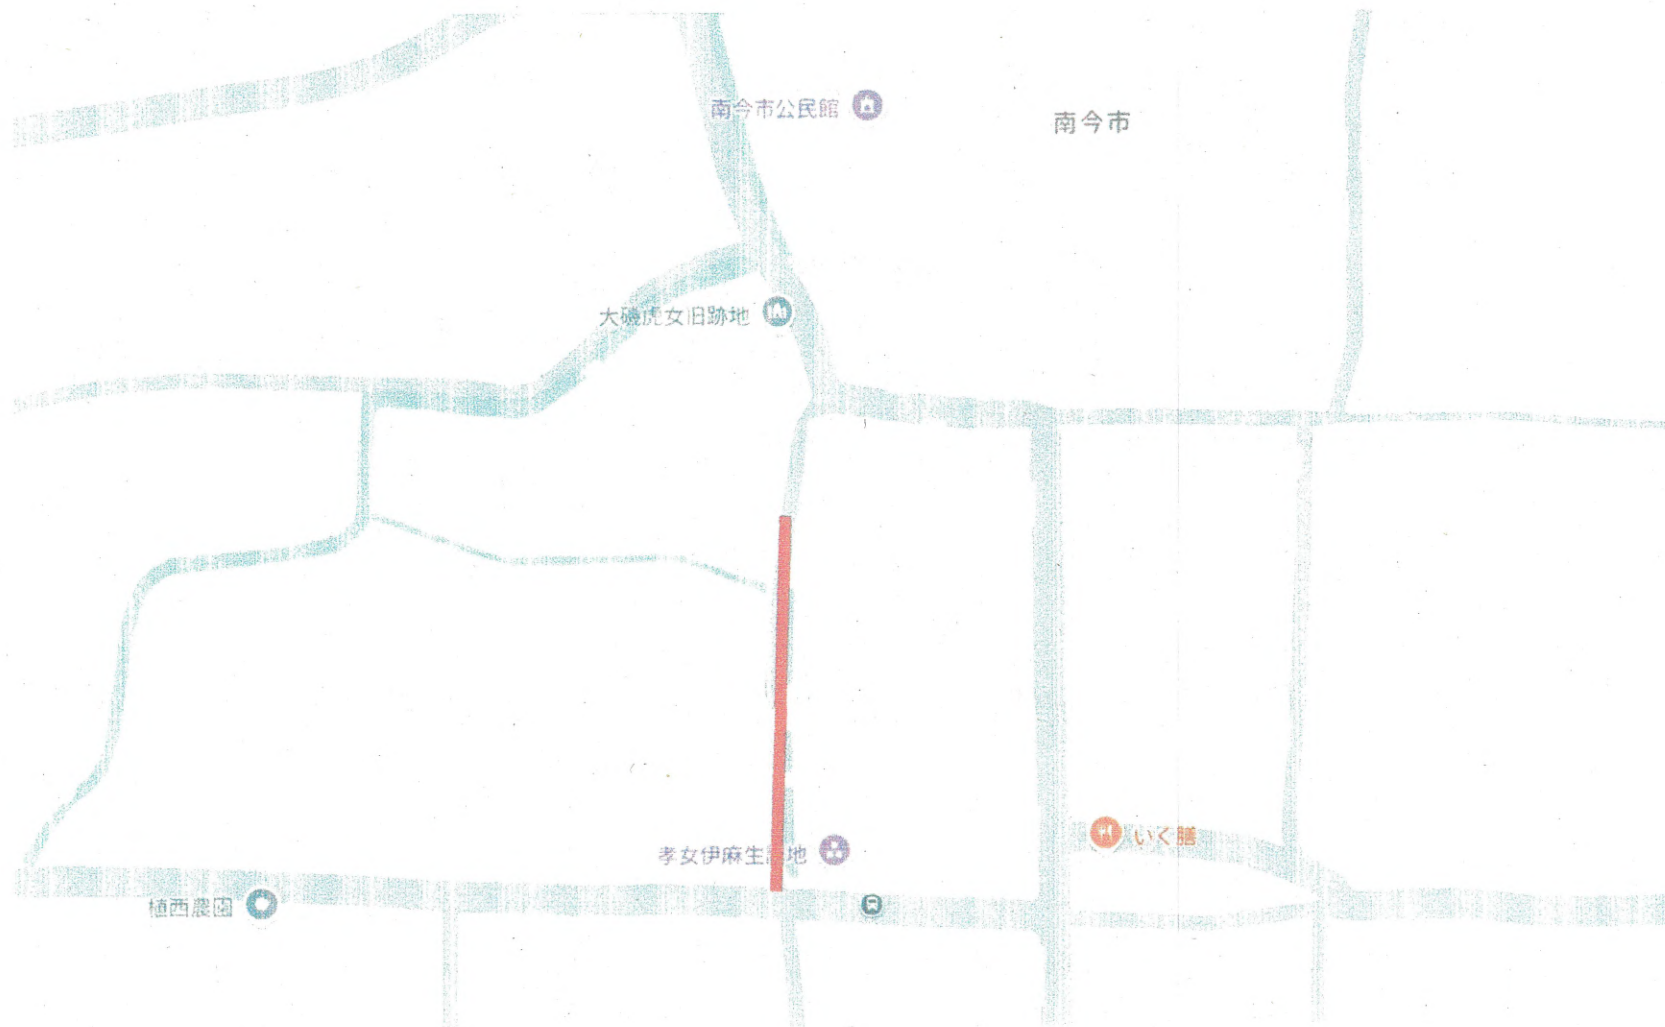 南今市公民館
南今市
大磯虎女旧跡地
いく膳
孝女伊麻生 地
植西農園